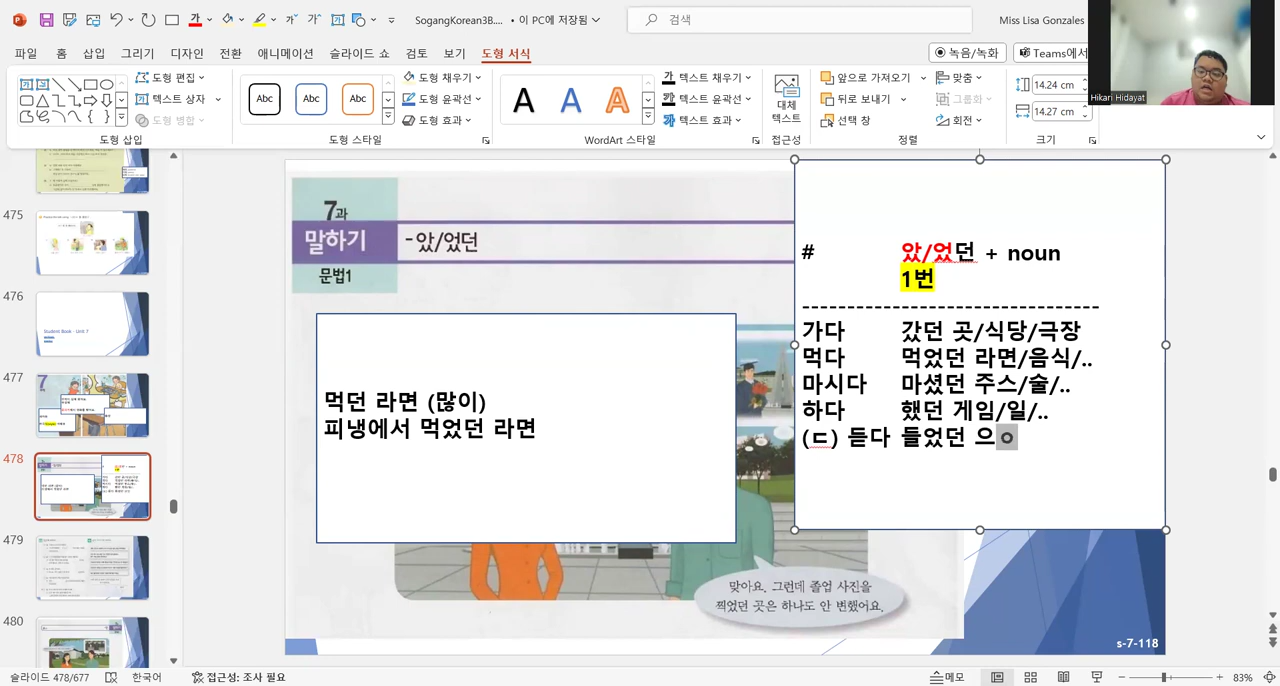 SogangKorean3B.... • 이 PC에 저장됨
검색
Miss Lisa Gonzales
파일 홈 삽입 그리기 디자인 전환 애니메이션 슬라이드 쇼 검토 보기 도형 서식
녹음/녹화
Teams에서
Hikari Hidayat
도형 편집
텍스트 상자
도형 병합
도형 삽입
Abc Abc Abc
도형 채우기
도형 윤곽선
도형 효과
도형 스타일
A A A
텍스트 채우기
텍스트 윤곽선
텍스트 효과
WordArt 스타일
대체 텍스트
접근성
앞으로 가져오기
뒤로 보내기
선택 창
맞춤
그룹화
회전
정렬
14.24 cm
14.27 cm
크기
475
476
Student Book - Unit 7
477
478
479
480
7과
말하기
문법1
-았/었던
먹던 라면 (많이)
피냉에서 먹었던 라면
# 았/었던 + noun
1번
---------------------------------
가다 갔던 곳/식당/극장
먹다 먹었던 라면/음식/..
마시다 마셨던 주스/술/..
하다 했던 게임/일/..
(ㄷ) 듣다 들었던 으ㅇ
맞아요. 그런데 졸업 사진을
찍었던 곳은 하나도 안 변했어요.
s-7-118
슬라이드 478/677 한국어 접근성: 조사 필요
메모
83%